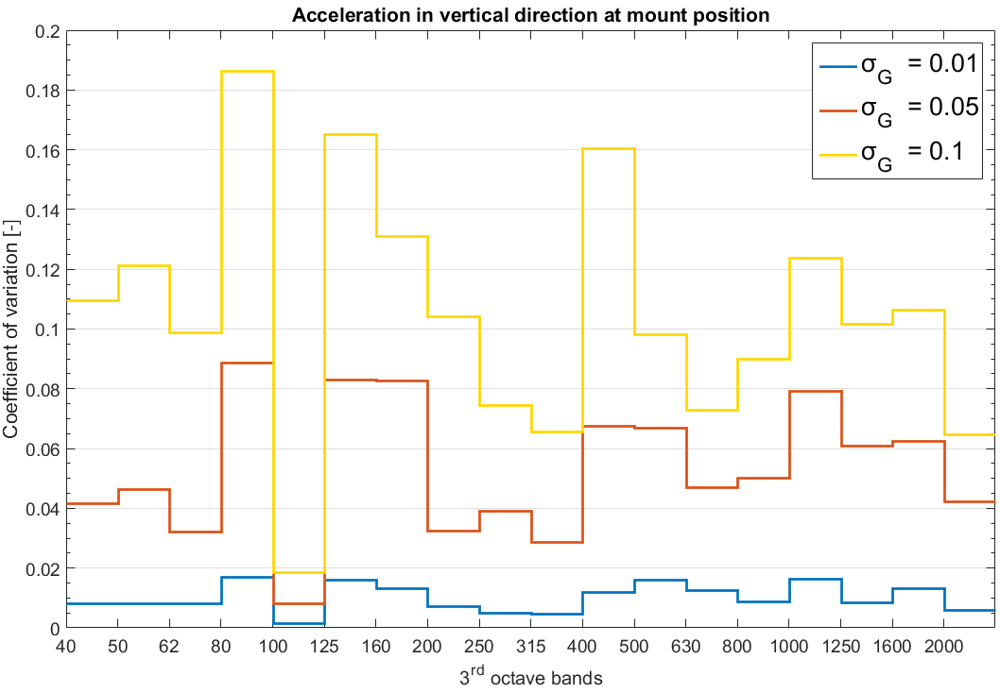 Acceleration in vertical direction at mount position
0.2
0.18
0.16
0.14
0.12
0.1
0.08
0.06
0.04
0.02
0
Coefficient of variation [-]
σG = 0.01
σG = 0.05
σG = 0.1
40 50 62 80 100 125 160 200 250 315 400 500 630 800 1000 1250 1600 2000
3rd octave bands